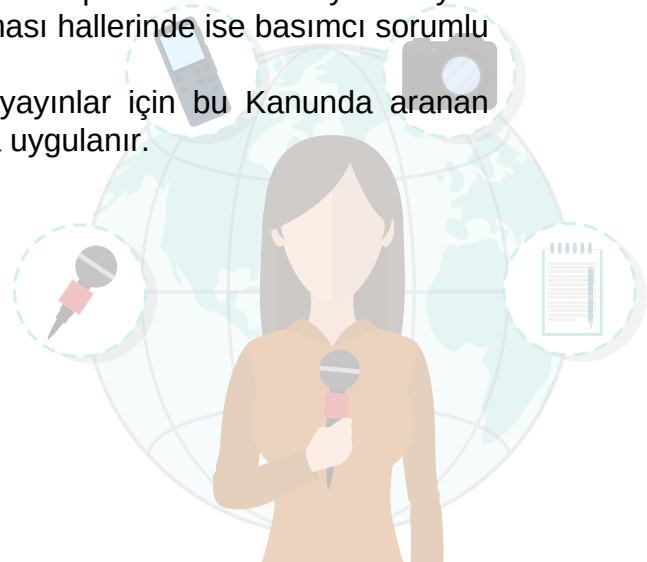 ması hallerinde ise basımcı sorumlu
yayınlar için bu Kanunda aranan
uygulanır.